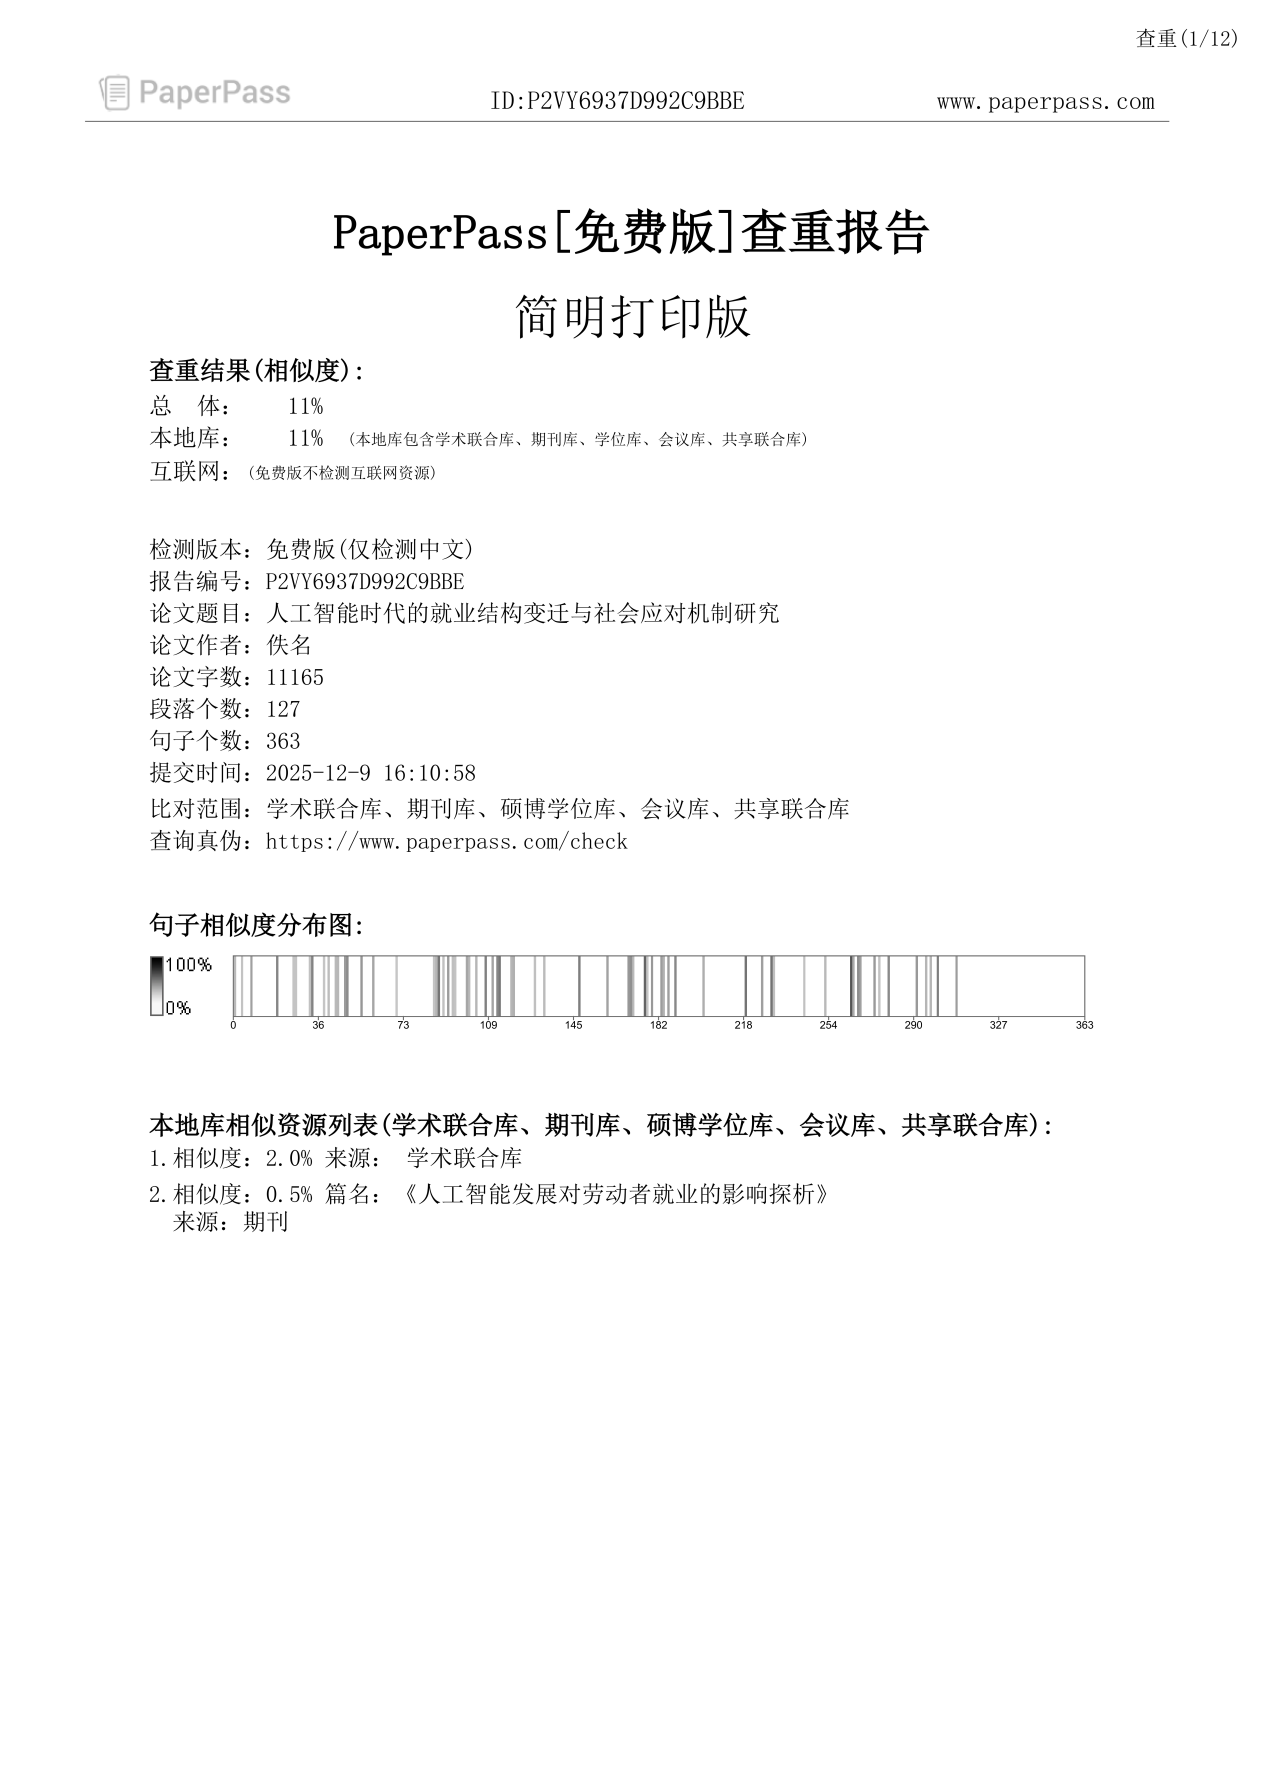 查重(1/12)
PaperPass ID:P2VY6937D992C9BBE www.paperpass.com
PaperPass[免费版]查重报告
简明打印版
查重结果(相似度):
总 体： 11%
本地库： 11% (本地库包含学术联合库、期刊库、学位库、会议库、共享联合库)
互联网：(免费版不检测互联网资源)
检测版本：免费版(仅检测中文)
报告编号：P2VY6937D992C9BBE
论文题目：人工智能时代的就业结构变迁与社会应对机制研究
论文作者：佚名
论文字数：11165
段落个数：127
句子个数：363
提交时间：2025-12-9 16:10:58
比对范围：学术联合库、期刊库、硕博学位库、会议库、共享联合库
查询真伪：https://www.paperpass.com/check
句子相似度分布图:
100%
0%
0 36 73 109 145 182 218 254 290 327 363
本地库相似资源列表(学术联合库、期刊库、硕博学位库、会议库、共享联合库):
1.相似度：2.0% 来源： 学术联合库
2.相似度：0.5% 篇名：《人工智能发展对劳动者就业的影响探析》
来源：期刊